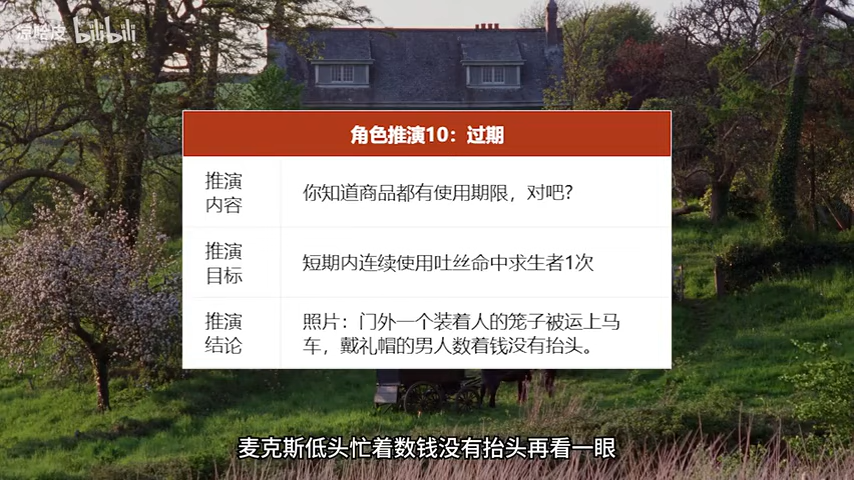 凉哈皮 bilibili
角色推演10：过期
推演
内容
你知道商品都有使用期限，对吧？
推演
目标
短期内连续使用吐丝命中求生者1次
推演
结论
照片：门外一个装着人的笼子被运上马
车，戴礼帽的男人数着钱没有抬头。
麦克斯低头忙着数钱没有抬头再看一眼